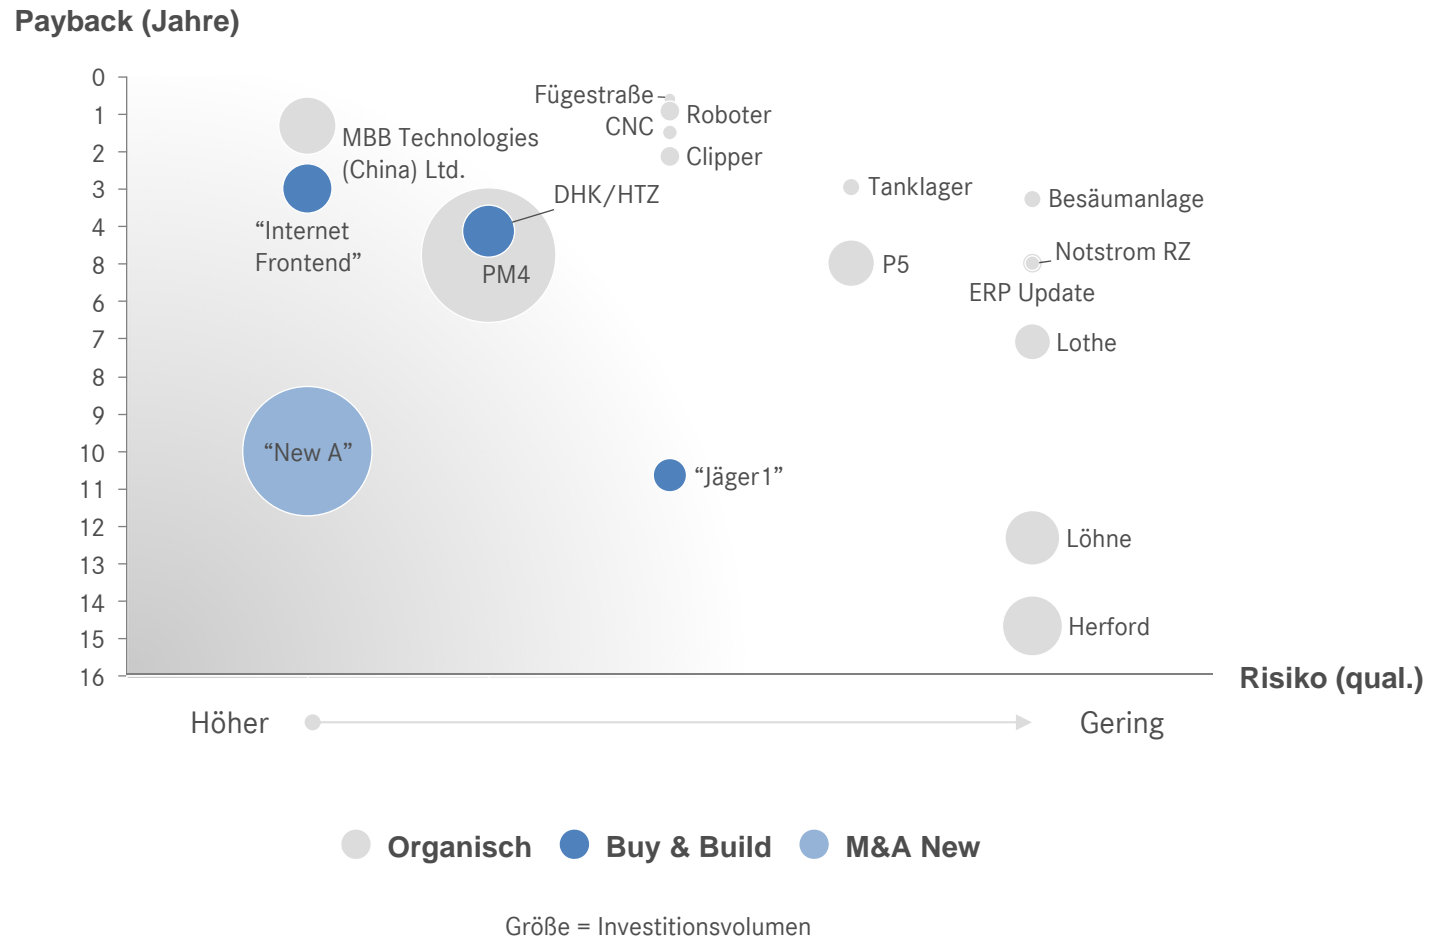 Payback (Jahre)
0
1
2
3
4
8
6
7
8
9
10
11
12
13
14
15
16
Fügestraße
Roboter
CNC
Clipper
MBB Technologies
(China) Ltd.
“Internet
Frontend”
DHK/HTZ
PM4
Tanklager
Besäumanlage
P5
Notstrom RZ
ERP Update
Lothe
“New A”
“Jäger1”
Löhne
Herford
Risiko (qual.)
Höher
Gering
Organisch
Buy & Build
M&A New
Größe = Investitionsvolumen